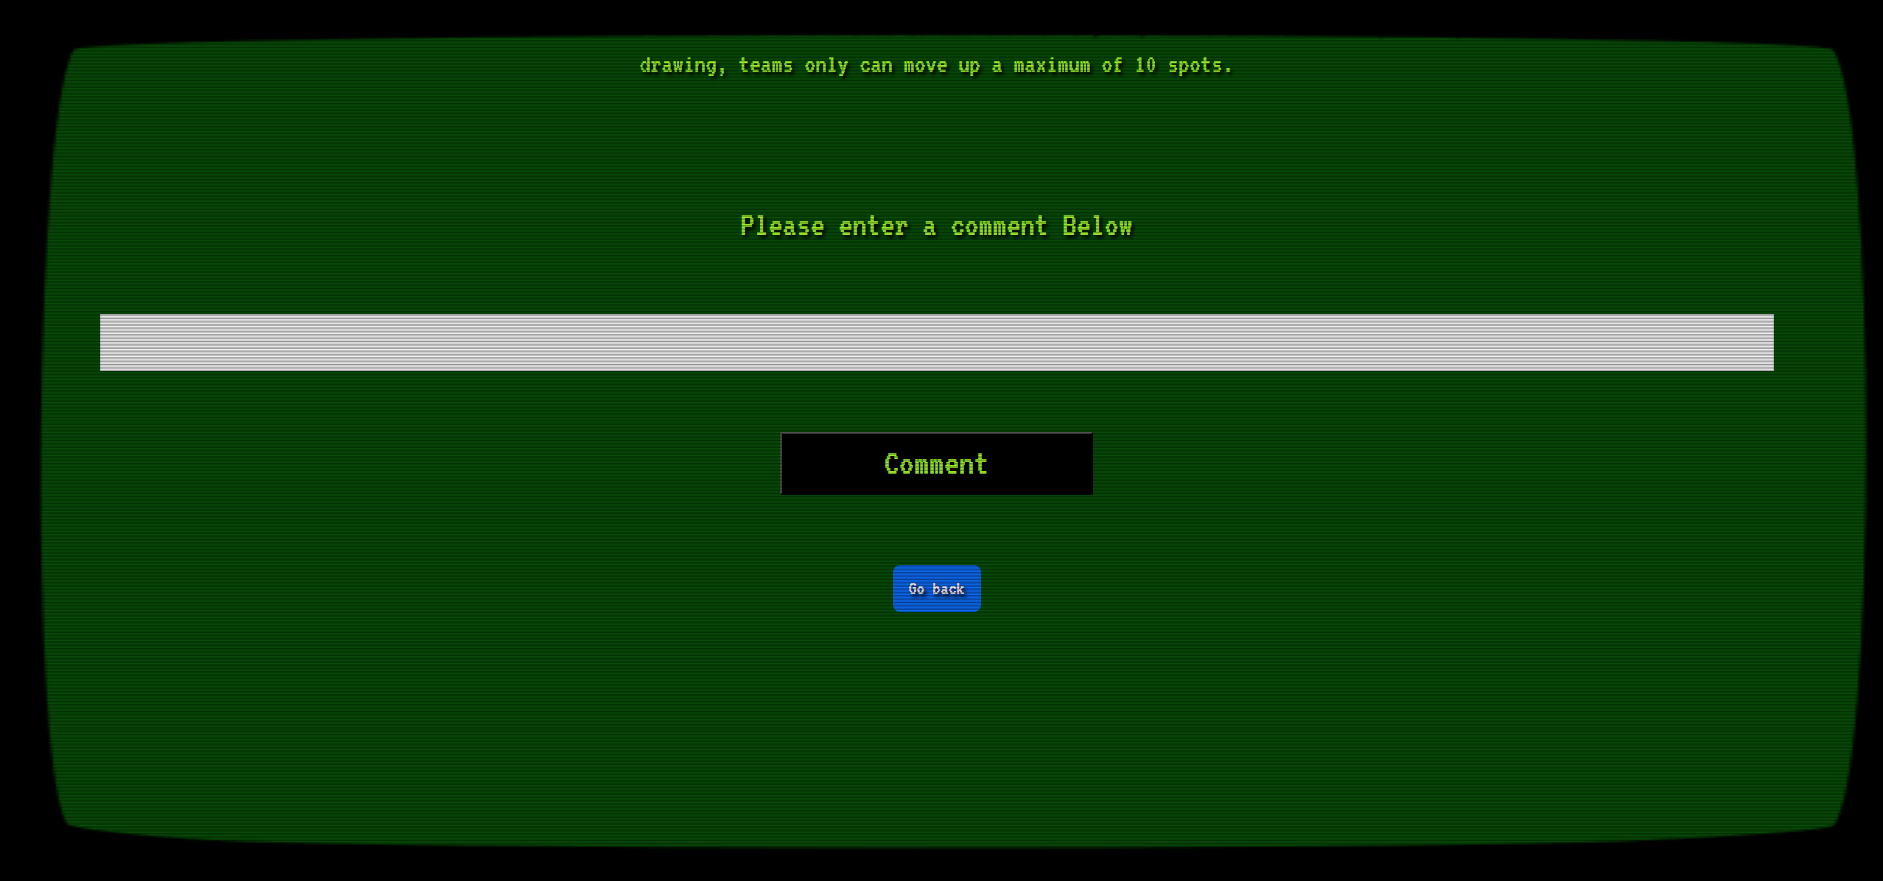 drawing, teams only can move up a maximum of 10 spots.
Please enter a comment Below
Comment
Go back